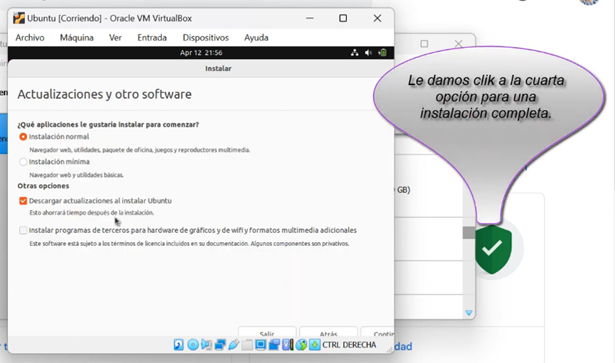 Ubuntu [Corriendo] - Oracle VM VirtualBox
Archivo Máquina Ver Entrada Dispositivos Ayuda
Apr 12 21:56
Instalar
Actualizaciones y otro software
¿Qué aplicaciones le gustaría instalar para comenzar?
Instalación normal
Navegador web, utilidades, paquete de oficina, juegos y reproductores multimedia.
Instalación mínima
Navegador web y utilidades básicas.
Otras opciones
Descargar actualizaciones al instalar Ubuntu
Esto ahorrará tiempo después de la instalación.
Instalar programas de terceros para hardware de gráficos y de wifi y formatos multimedia adicionales
Este software está sujeto a los términos de licencia incluidos en su documentación. Algunos componentes son privativos.
Salir Atrás Contin
CTRL DERECHA
Le damos clik a la cuarta
opción para una
instalación completa.
GB)
dad